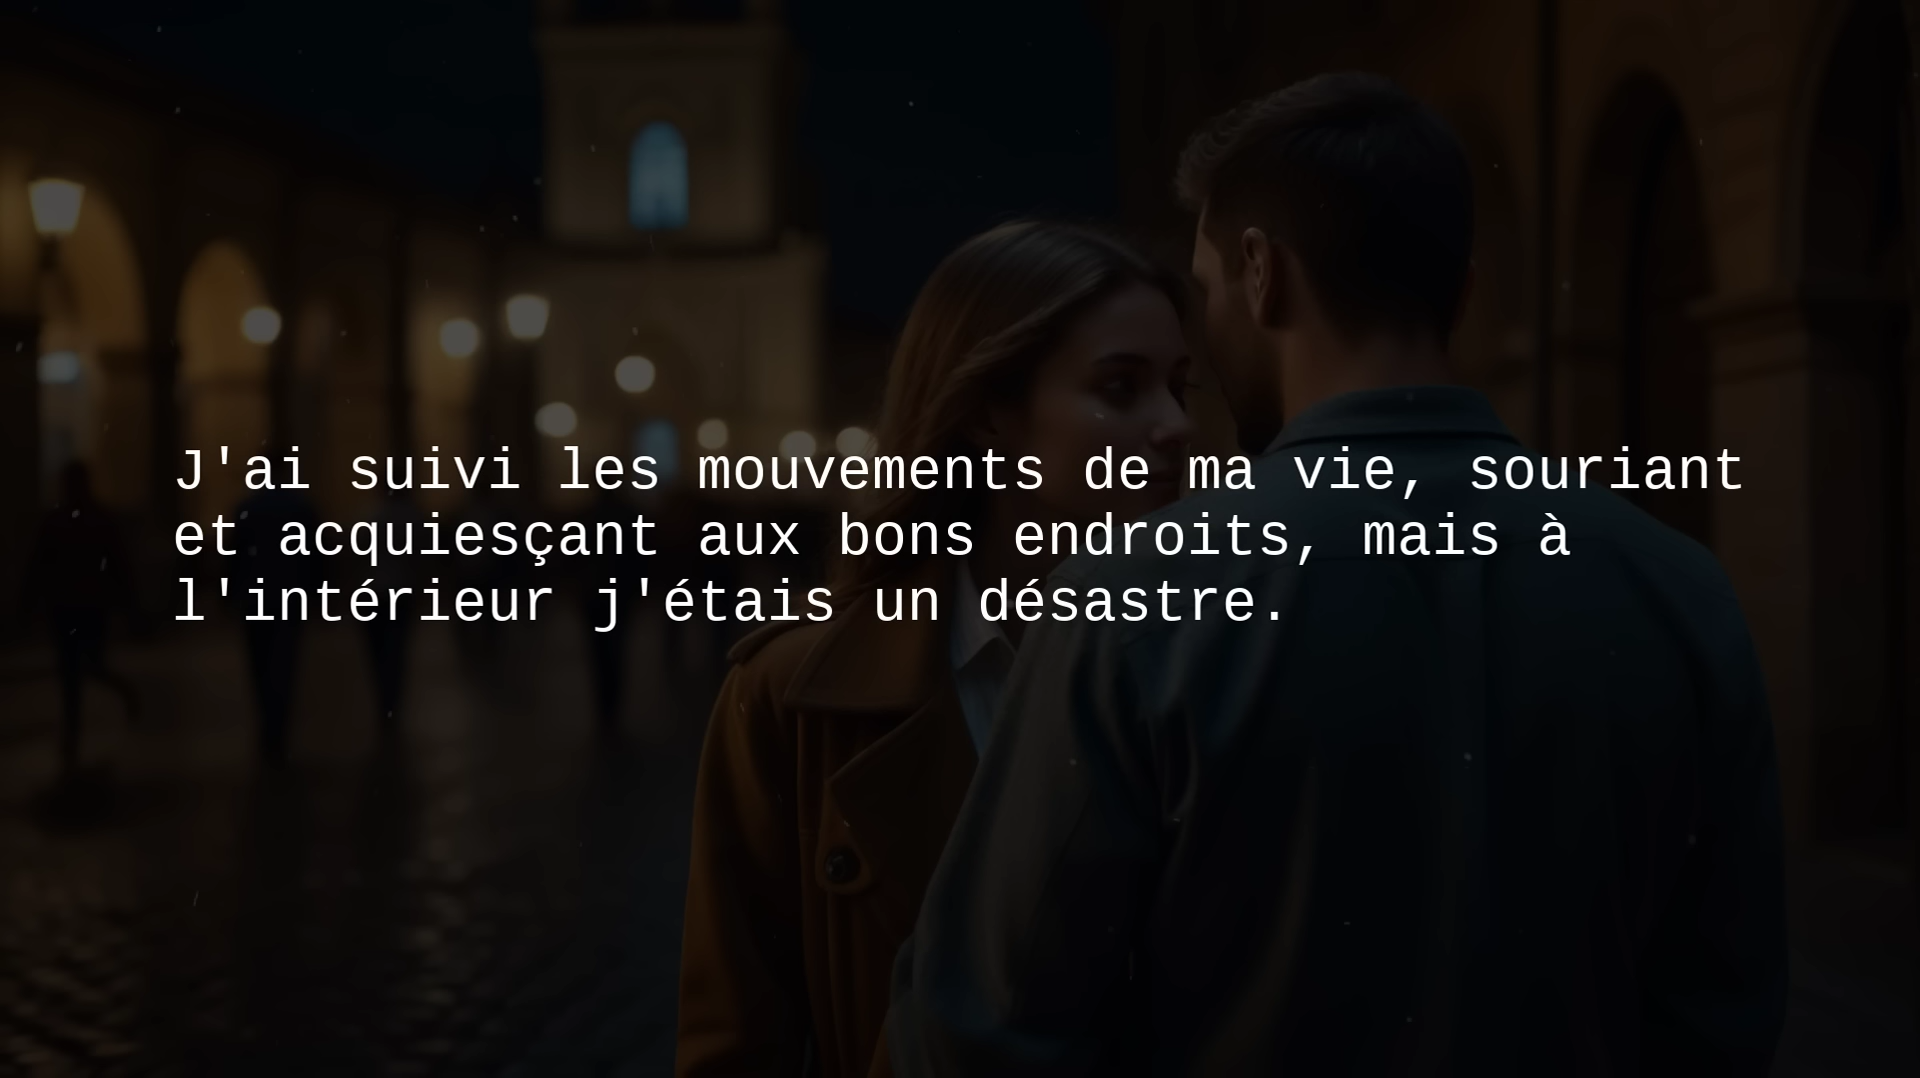 J'ai suivi les mouvements de ma vie, souriant
et acquiesçant aux bons endroits, mais à
l'intérieur j'étais un désastre.